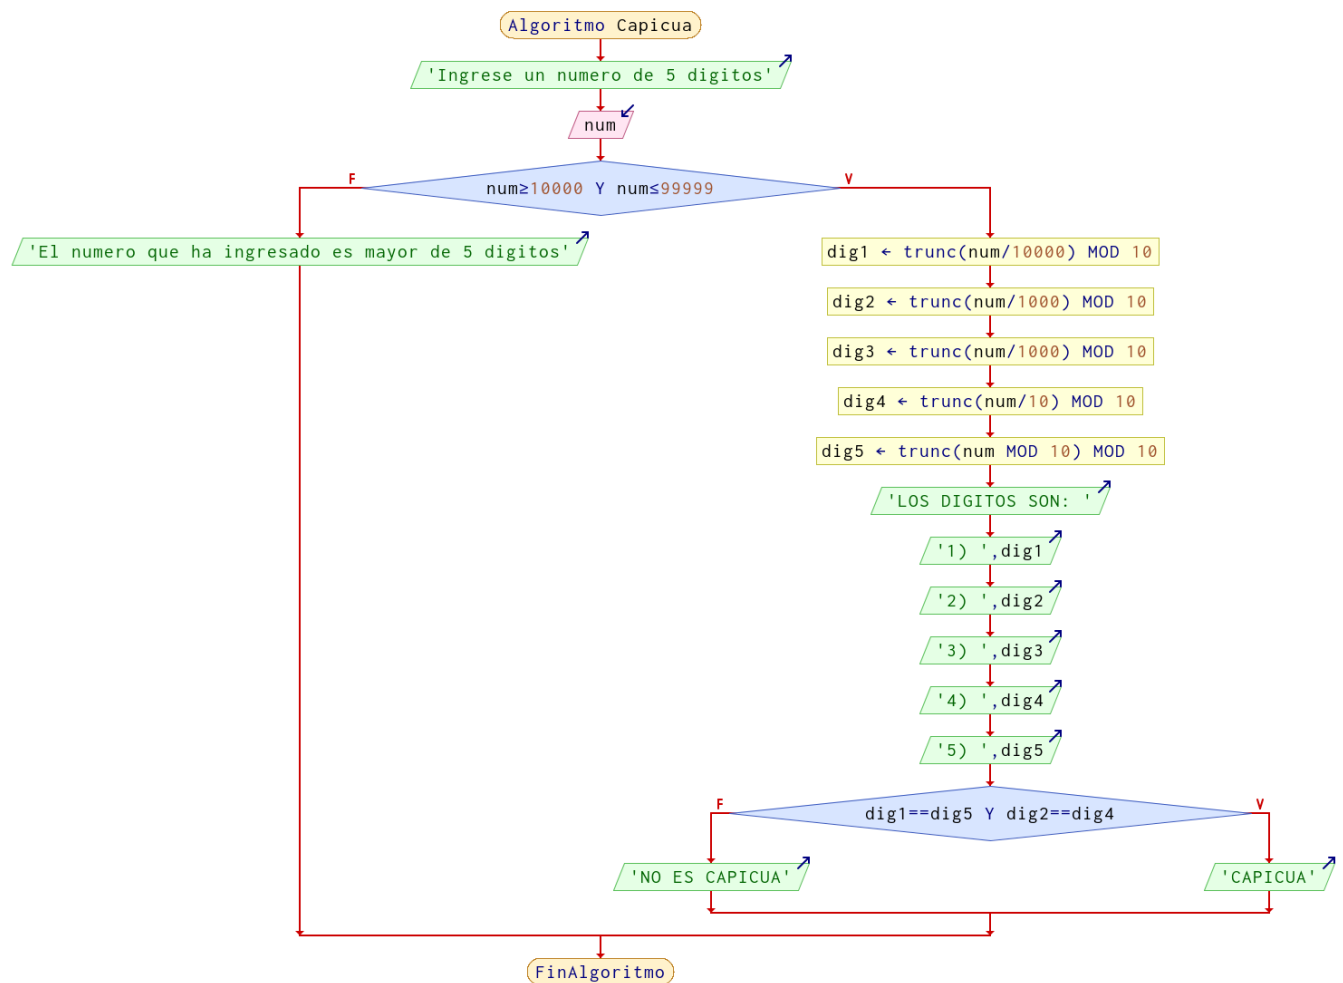 Algoritmo Capicua
'Ingrese un numero de 5 digitos'
num
F
num≥10000 Y num≤99999
V
'El numero que ha ingresado es mayor de 5 digitos'
dig1 ← trunc(num/10000) MOD 10
dig2 ← trunc(num/1000) MOD 10
dig3 ← trunc(num/1000) MOD 10
dig4 ← trunc(num/10) MOD 10
dig5 ← trunc(num MOD 10) MOD 10
'LOS DIGITOS SON: '
'1) ',dig1
'2) ',dig2
'3) ',dig3
'4) ',dig4
'5) ',dig5
F
dig1==dig5 Y dig2==dig4
V
'NO ES CAPICUA'
'CAPICUA'
FinAlgoritmo